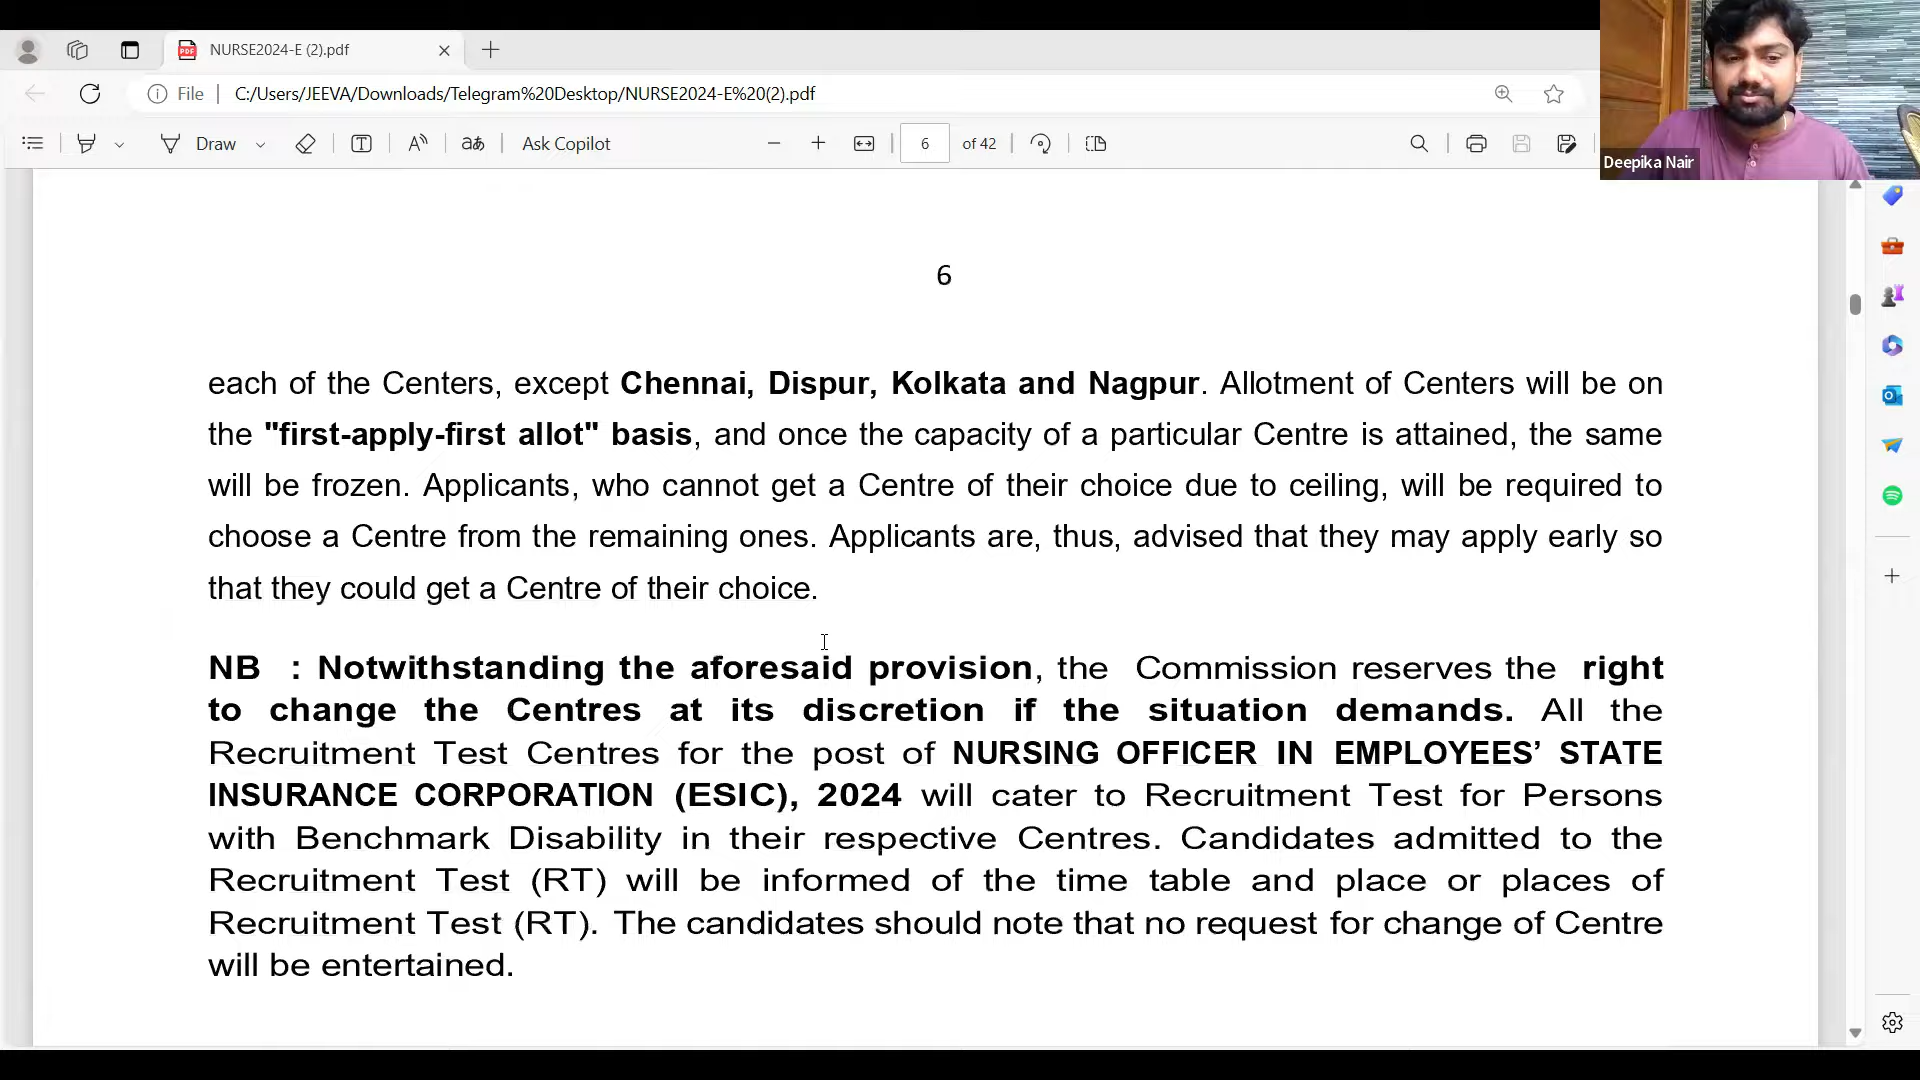 NURSE2024-E (2).pdf
File
C:/Users/JEEVA/Downloads/Telegram%20Desktop/NURSE2024-E%20(2).pdf
Draw
Ask Copilot
6 of 42
Deepika Nair
6
each of the Centers, except Chennai, Dispur, Kolkata and Nagpur. Allotment of Centers will be on
the "first-apply-first allot" basis, and once the capacity of a particular Centre is attained, the same
will be frozen. Applicants, who cannot get a Centre of their choice due to ceiling, will be required to
choose a Centre from the remaining ones. Applicants are, thus, advised that they may apply early so
that they could get a Centre of their choice.
NB : Notwithstanding the aforesaid provision, the Commission reserves the right
to change the Centres at its discretion if the situation demands. All the
Recruitment Test Centres for the post of NURSING OFFICER IN EMPLOYEES’ STATE
INSURANCE CORPORATION (ESIC), 2024 will cater to Recruitment Test for Persons
with Benchmark Disability in their respective Centres. Candidates admitted to the
Recruitment Test (RT) will be informed of the time table and place or places of
Recruitment Test (RT). The candidates should note that no request for change of Centre
will be entertained.